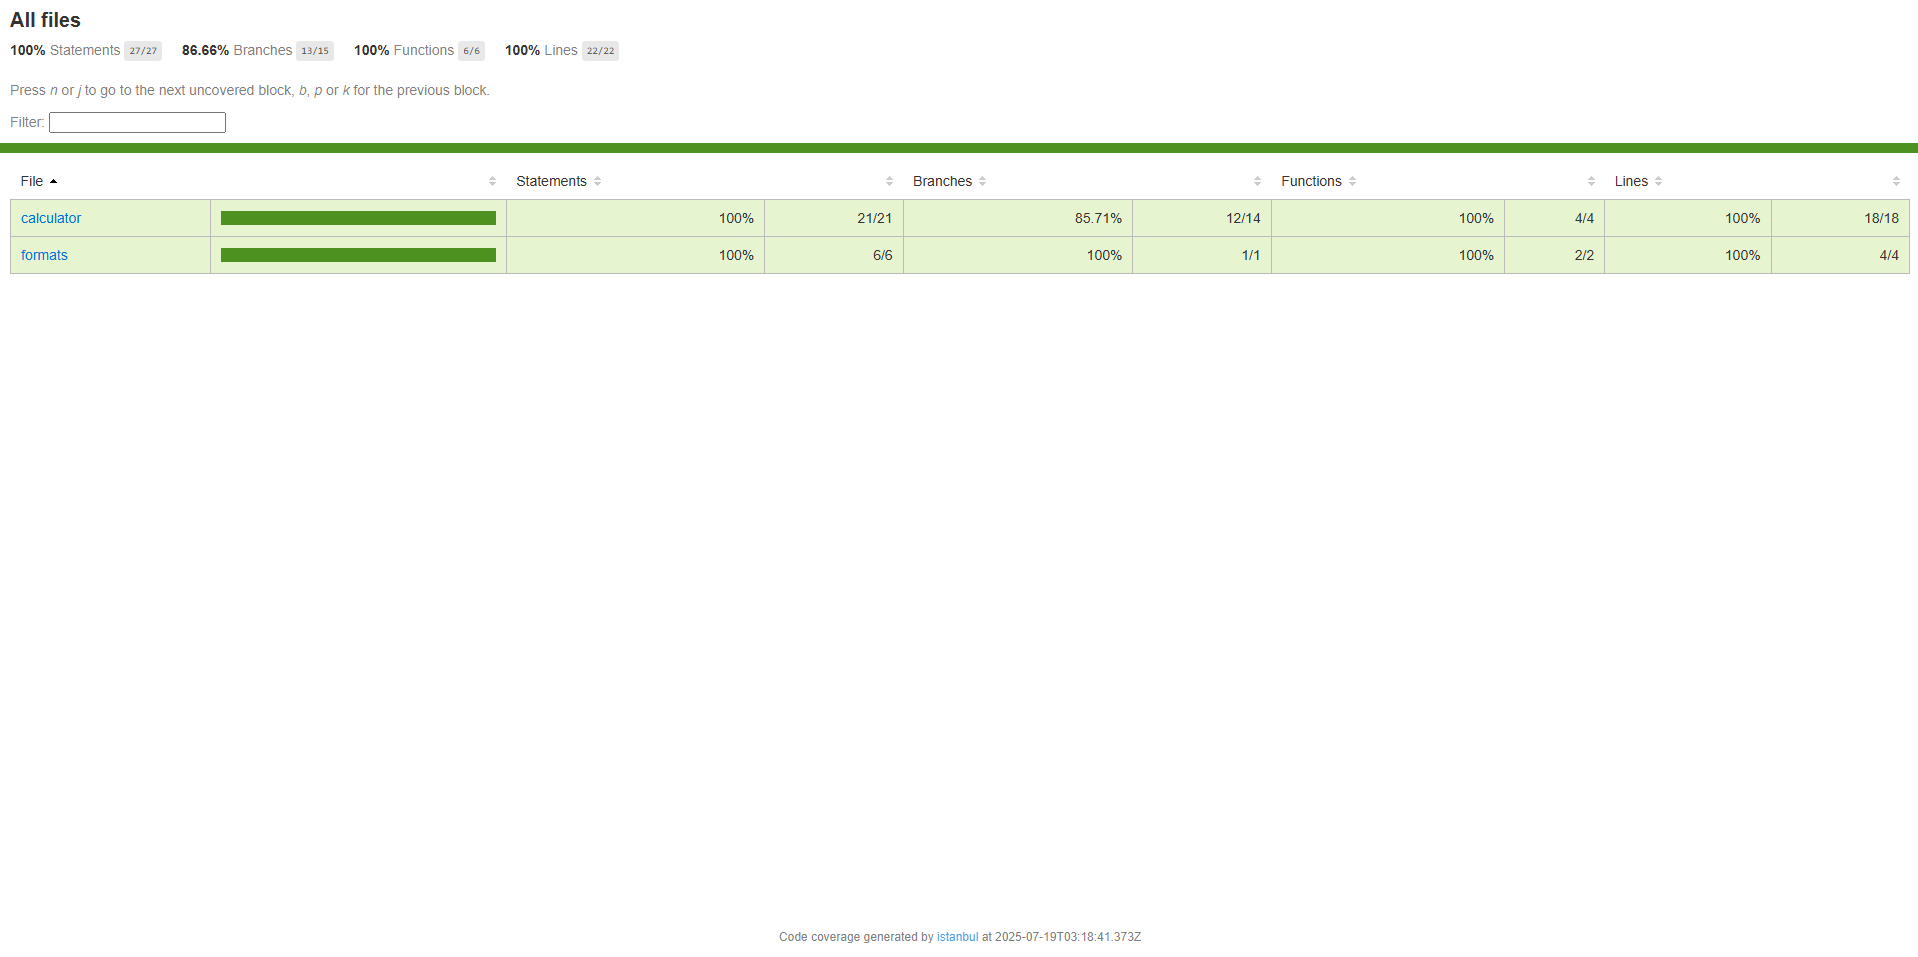 All files
100% Statements 27/27 86.66% Branches 13/15 100% Functions 6/6 100% Lines 22/22
Press n or j to go to the next uncovered block, b, p or k for the previous block.
Filter:
File Statements Branches Functions Lines
calculator 100% 21/21 85.71% 12/14 100% 4/4 100% 18/18
formats 100% 6/6 100% 1/1 100% 2/2 100% 4/4
Code coverage generated by istanbul at 2025-07-19T03:18:41.373Z